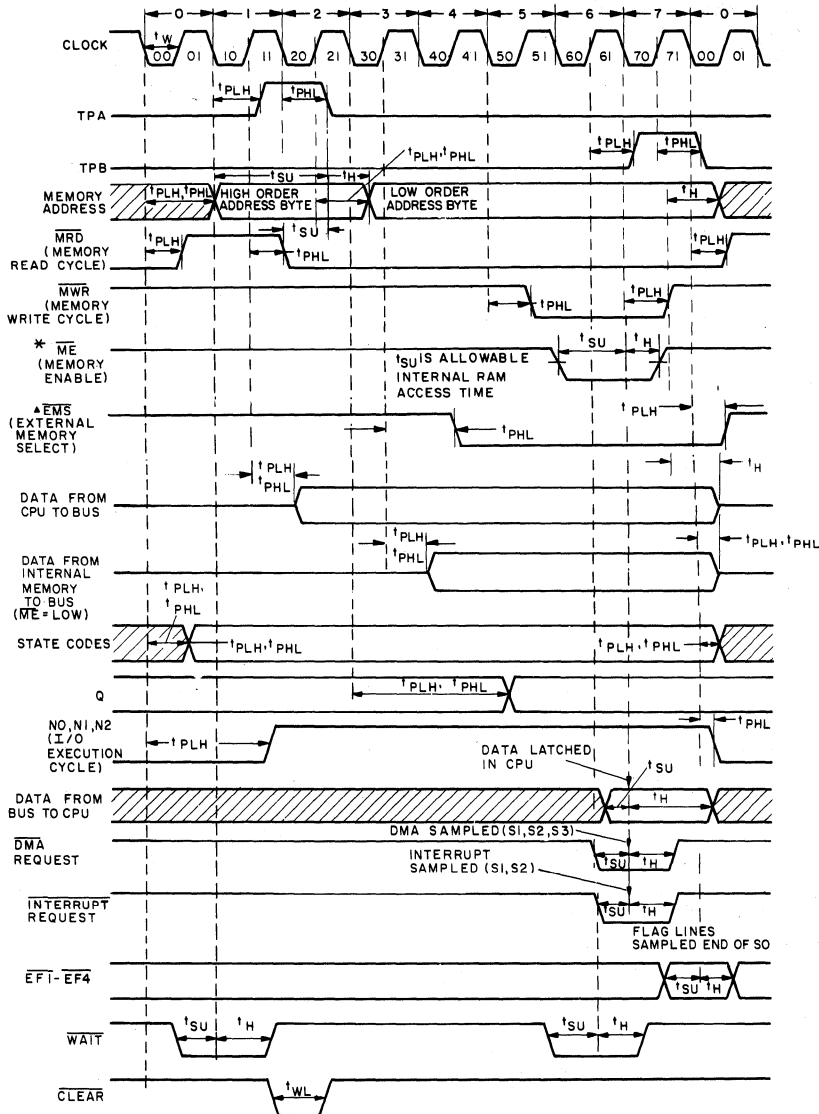 0 1 2 3 4 5 6 7 0
CLOCK
tW
00 01 10 11 20 21 30 31 40 41 50 51 60 61 70 71 00 01
TPA
tPLH tPHL
TPB
tPLH tPHL
tSU tH tPLH, tPHL
MEMORY
ADDRESS
tPLH, tPHL
HIGH ORDER
ADDRESS BYTE
LOW ORDER
ADDRESS BYTE
tH
MRD
(MEMORY
READ CYCLE)
tPLH tSU tPHL tPLH
MWR
(MEMORY
WRITE CYCLE)
tPHL tPLH
* ME
(MEMORY
ENABLE)
tSU tH
tSU IS ALLOWABLE
INTERNAL RAM
ACCESS TIME
▲EMS
(EXTERNAL
MEMORY
SELECT)
tPHL tPLH
DATA FROM
CPU TO BUS
tPLH
tPHL
tH
DATA FROM
INTERNAL
MEMORY
TO BUS
(ME = LOW)
tPLH
tPHL
tPLH, tPHL
STATE CODES
tPLH,
tPHL
tPLH, tPHL
tPLH, tPHL
Q
tPLH, tPHL
N0, N1, N2
(I/O
EXECUTION
CYCLE)
tPLH
tPHL
DATA LATCHED
IN CPU
DATA FROM
BUS TO CPU
tSU
tH
DMA
REQUEST
DMA SAMPLED (S1, S2, S3)
tSU tH
INTERRUPT
SAMPLED (S1, S2)
INTERRUPT
REQUEST
tSU tH
FLAG LINES
SAMPLED END OF S0
EF1-EF4
tSU tH
WAIT
tSU tH tSU tH
CLEAR
tWL